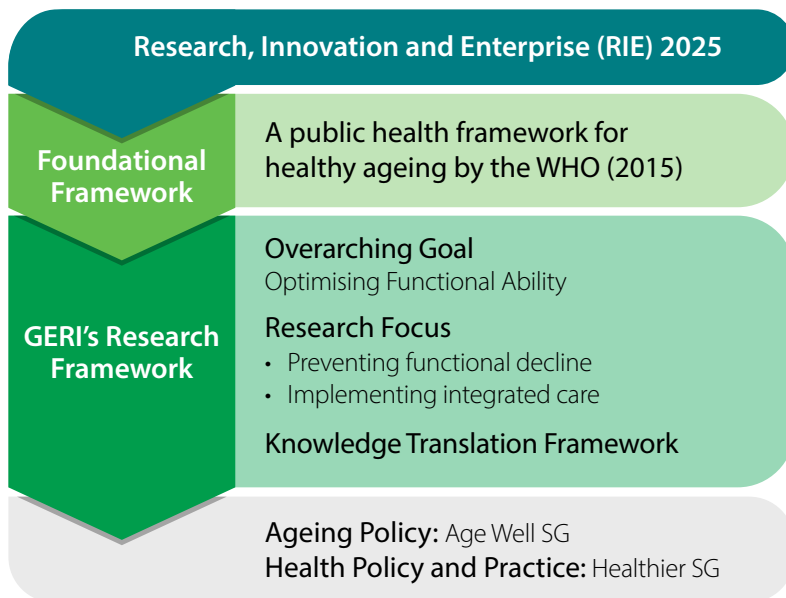 Research, Innovation and Enterprise (RIE) 2025
Foundational
Framework
A public health framework for
healthy ageing by the WHO (2015)
GERI's Research
Framework
Overarching Goal
Optimising Functional Ability
Research Focus
• Preventing functional decline
• Implementing integrated care
Knowledge Translation Framework
Ageing Policy: Age Well SG
Health Policy and Practice: Healthier SG